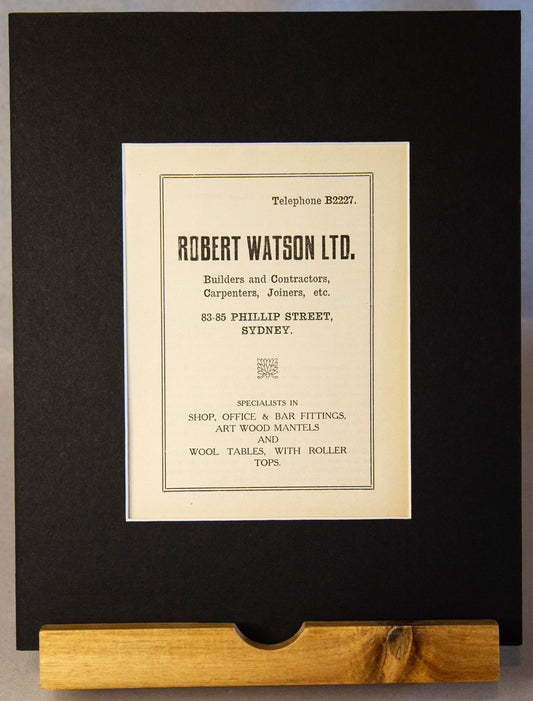 Telephone B2227.
ROBERT WATSON LTD.
Builders and Contractors,
Carpenters, Joiners, etc.
83-85 PHILLIP STREET,
SYDNEY.
SPECIALISTS IN
SHOP, OFFICE & BAR FITTINGS,
ART WOOD MANTELS
AND
WOOL TABLES, WITH ROLLER
TOPS.